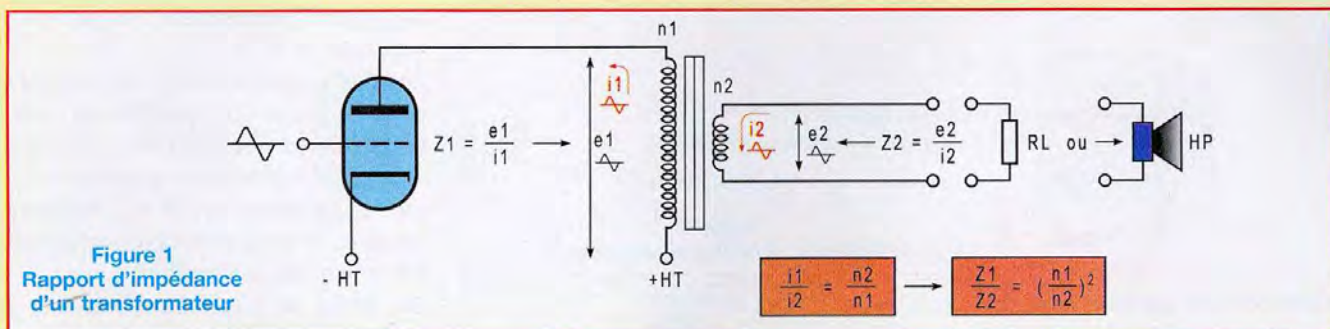 n1
i1
n2
Z1 = e1 / i1
e1
i2
e2
Z2 = e2 / i2
RL ou
HP
Figure 1
Rapport d'impédance
d'un transformateur
- HT
+HT
i1 / i2 = n2 / n1
Z1 / Z2 = (n1 / n2)²